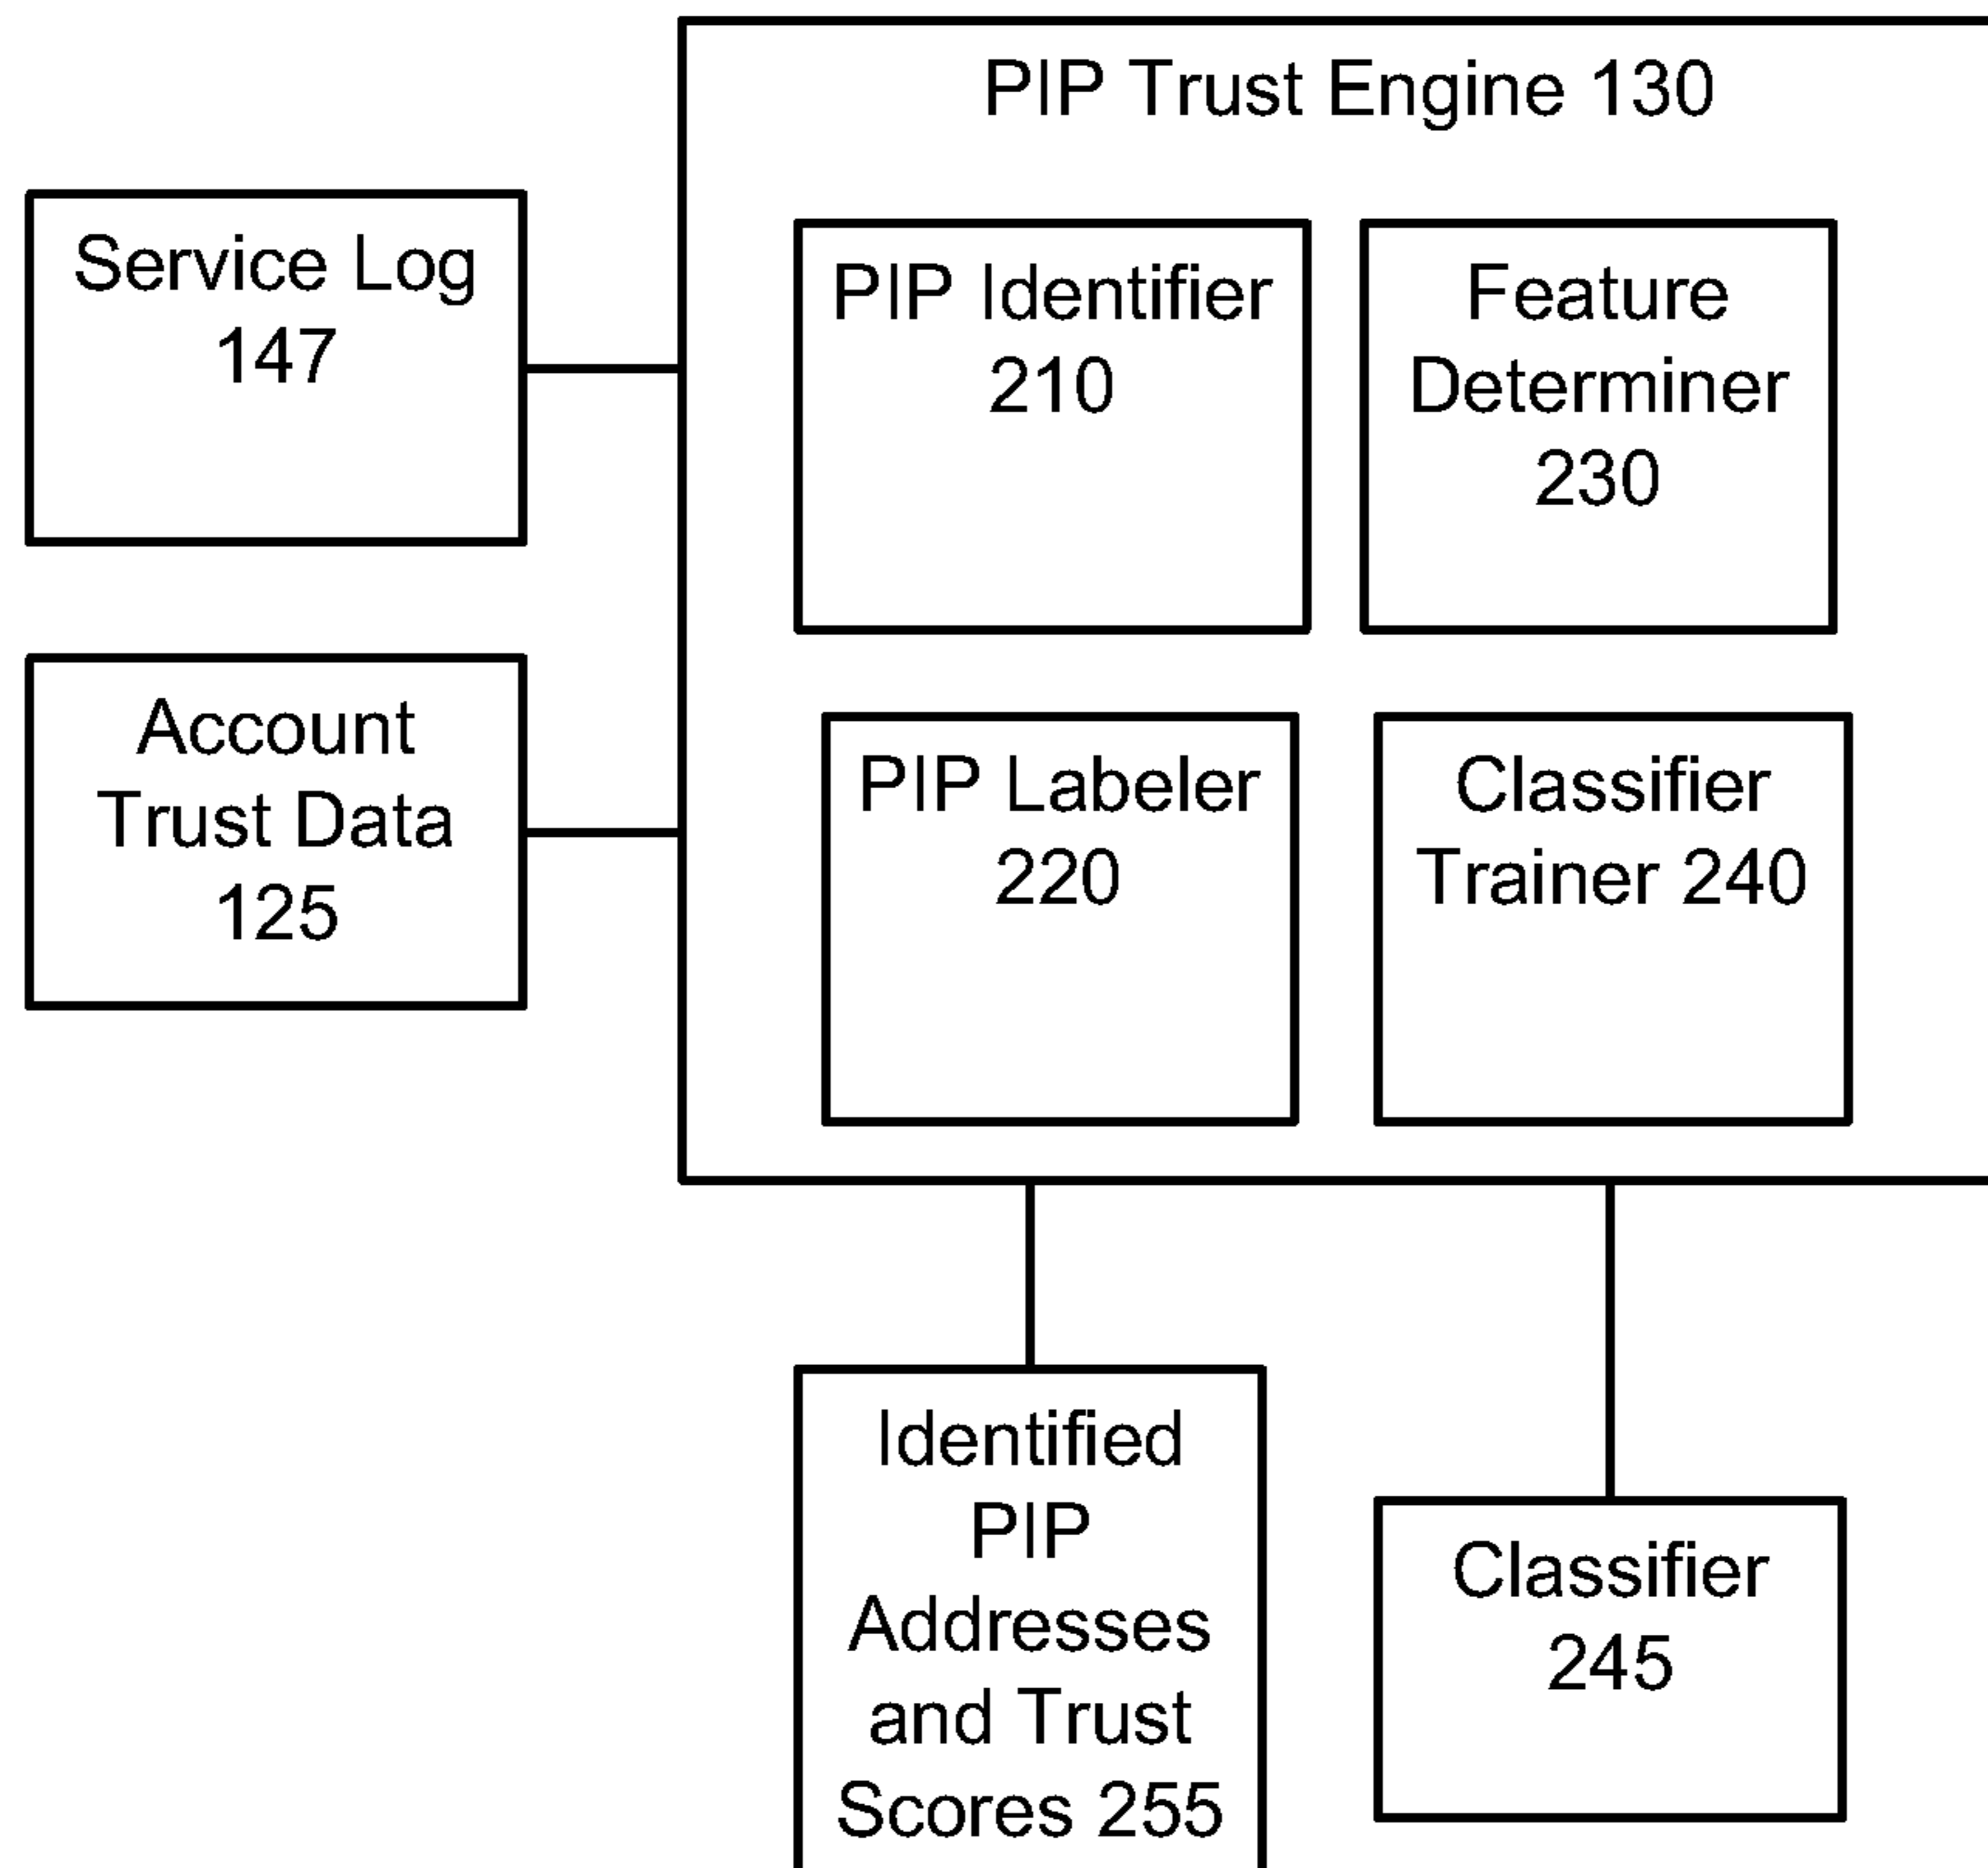 PIP Trust Engine 130
Service Log
147
PIP Identifier
210
Feature
Determiner
230
Account
Trust Data
125
PIP Labeler
220
Classifier
Trainer 240
Identified
PIP
Addresses
and Trust
Scores 255
Classifier
245